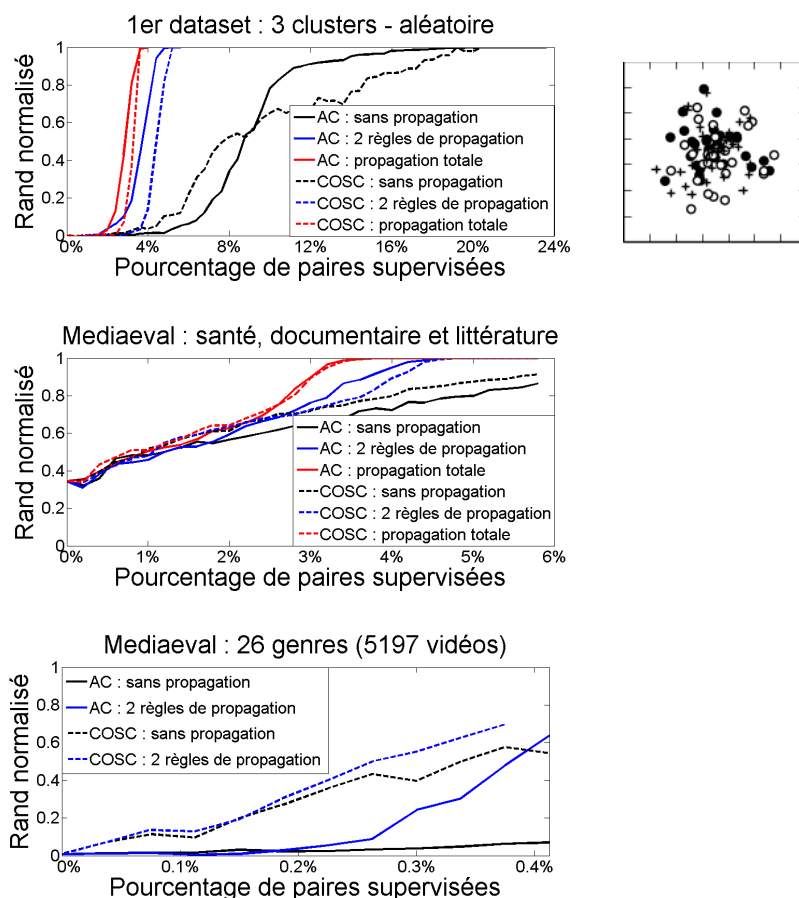 1er dataset : 3 clusters - aléatoire
Rand normalisé
1
0.8
0.6
0.4
0.2
0
AC : sans propagation
AC : 2 règles de propagation
AC : propagation totale
COSC : sans propagation
COSC : 2 règles de propagation
COSC : propagation totale
0% 4% 8% 12% 16% 20% 24%
Pourcentage de paires supervisées
Mediaeval : santé, documentaire et littérature
Rand normalisé
1
0.8
0.6
0.4
0.2
0
AC : sans propagation
AC : 2 règles de propagation
AC : propagation totale
COSC : sans propagation
COSC : 2 règles de propagation
COSC : propagation totale
0% 1% 2% 3% 4% 5% 6%
Pourcentage de paires supervisées
Mediaeval : 26 genres (5197 vidéos)
Rand normalisé
1
0.8
0.6
0.4
0.2
0
AC : sans propagation
AC : 2 règles de propagation
COSC : sans propagation
COSC : 2 règles de propagation
0% 0.1% 0.2% 0.3% 0.4%
Pourcentage de paires supervisées